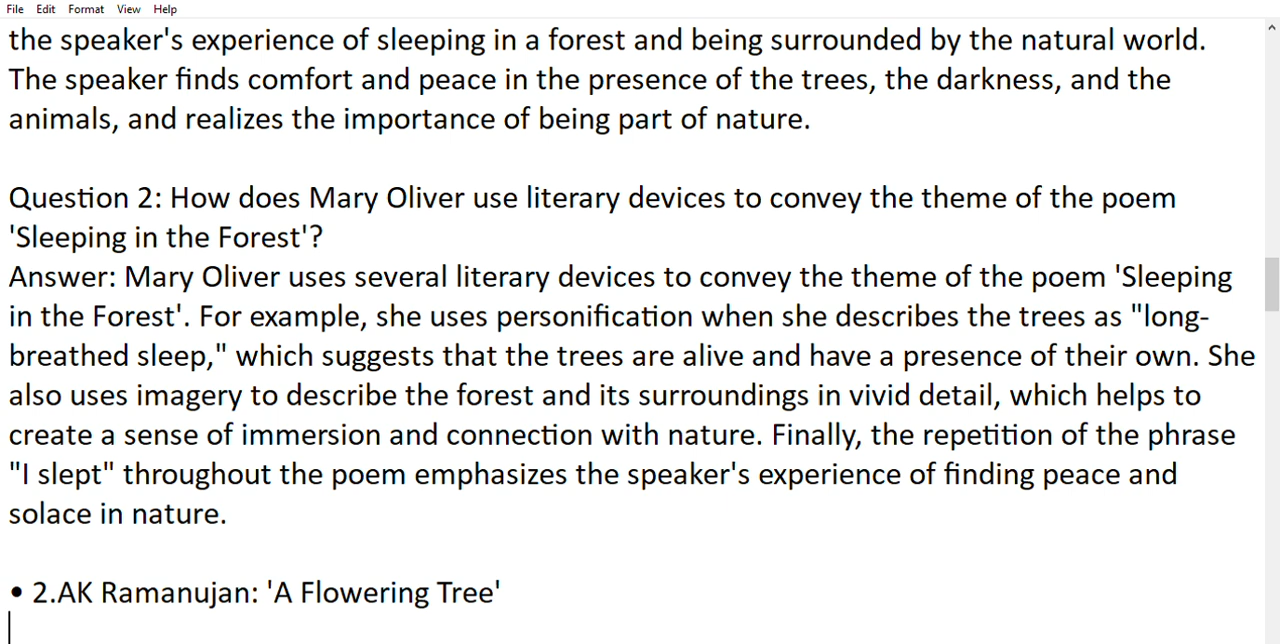 File Edit Format View Help
the speaker's experience of sleeping in a forest and being surrounded by the natural world.
The speaker finds comfort and peace in the presence of the trees, the darkness, and the
animals, and realizes the importance of being part of nature.
Question 2: How does Mary Oliver use literary devices to convey the theme of the poem
'Sleeping in the Forest'?
Answer: Mary Oliver uses several literary devices to convey the theme of the poem 'Sleeping
in the Forest'. For example, she uses personification when she describes the trees as "long-
breathed sleep," which suggests that the trees are alive and have a presence of their own. She
also uses imagery to describe the forest and its surroundings in vivid detail, which helps to
create a sense of immersion and connection with nature. Finally, the repetition of the phrase
"I slept" throughout the poem emphasizes the speaker's experience of finding peace and
solace in nature.
• 2.AK Ramanujan: 'A Flowering Tree'